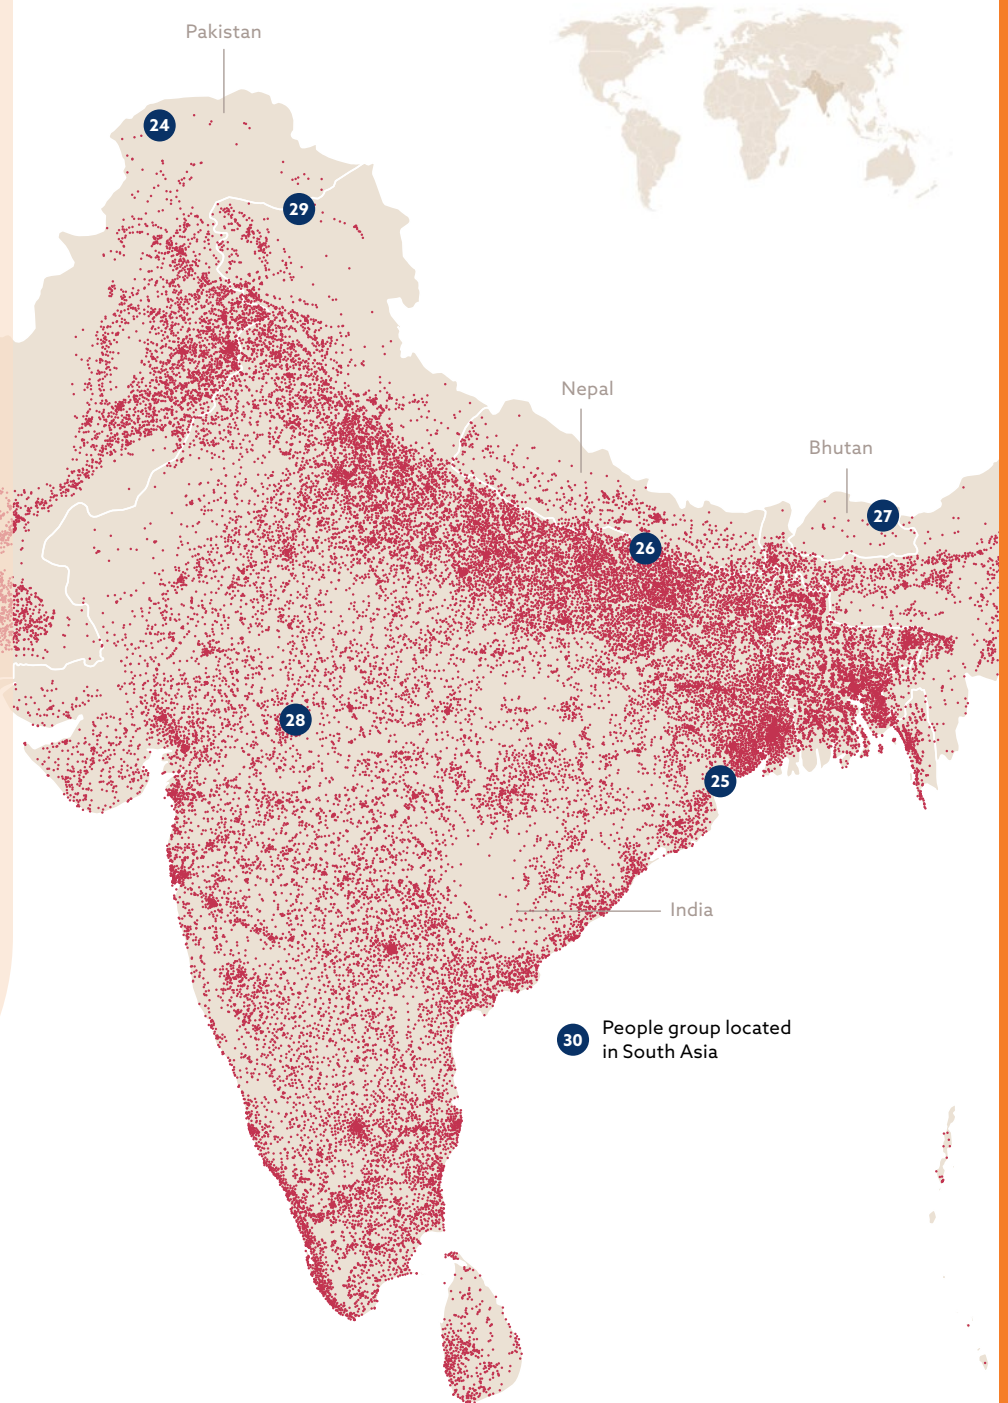 Pakistan
24
29
Nepal
Bhutan
27
26
28
25
India
30
People group located
in South Asia